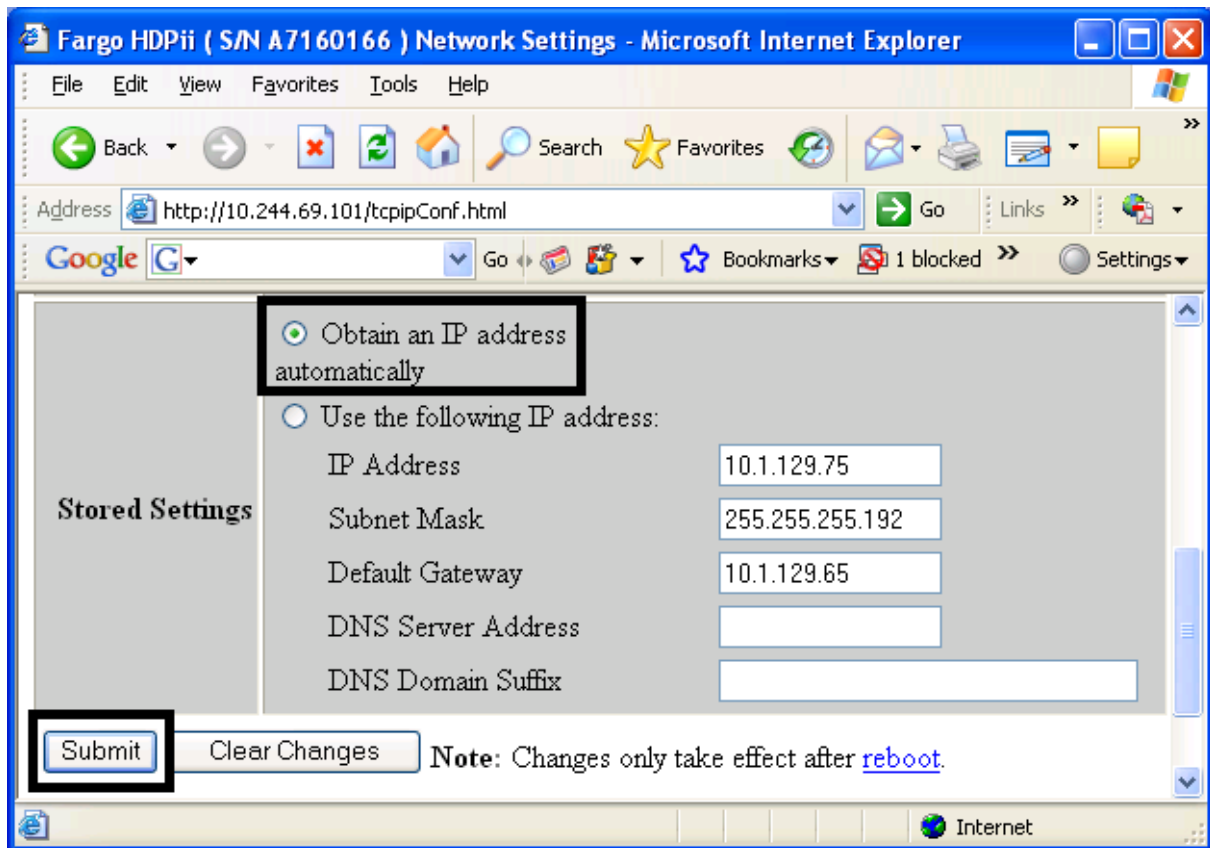 Fargo HDPii ( S/N A7160166 ) Network Settings - Microsoft Internet Explorer
File Edit View Favorites Tools Help
Back Search Favorites
Address http://10.244.69.101/tcpipConf.html Go Links
Google G Go Bookmarks 1 blocked Settings
Obtain an IP address
automatically
Use the following IP address:
IP Address 10.1.129.75
Stored Settings Subnet Mask 255.255.255.192
Default Gateway 10.1.129.65
DNS Server Address
DNS Domain Suffix
Submit Clear Changes Note: Changes only take effect after reboot.
Internet